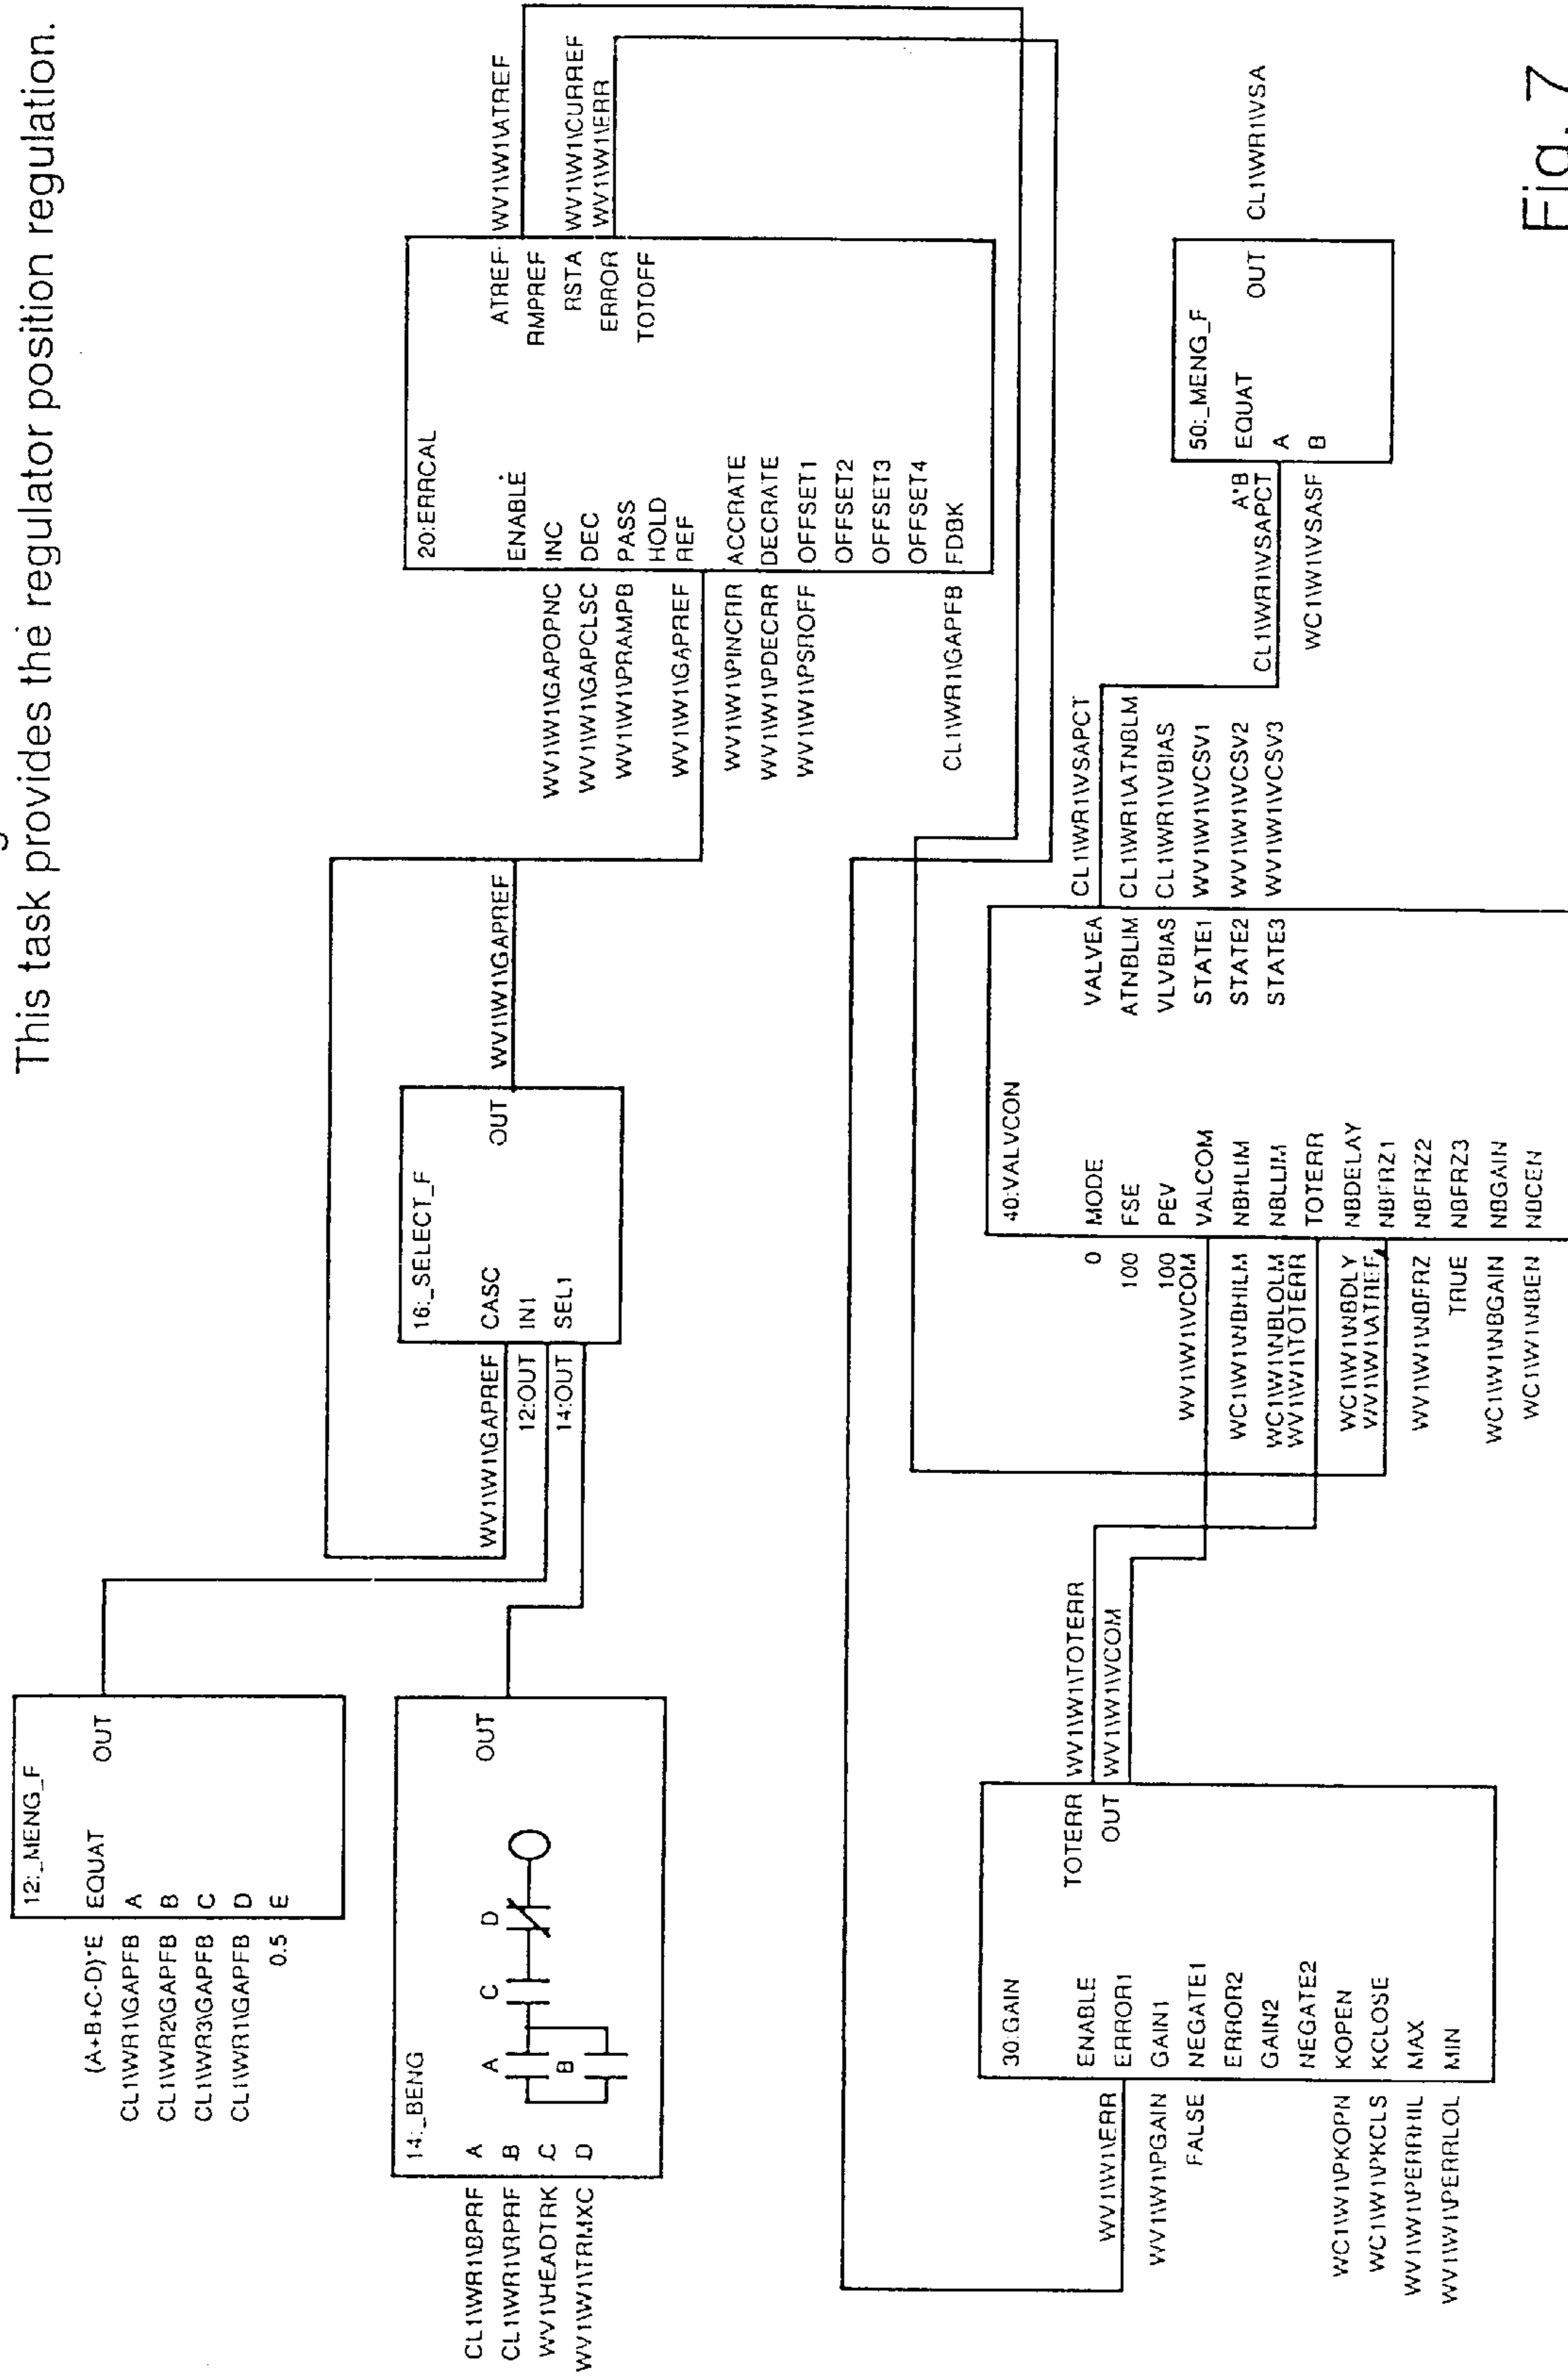 This task provides the regulator position regulation.
12:_MENG_F
(A+B+C-D)*E EQUAT OUT
CL1\WR1\GAPFB A
CL1\WR2\GAPFB B
CL1\WR3\GAPFB C
CL1\WR1\GAPFB D
0.5 E
14:_BENG
CL1\WR1\BPRF A
CL1\WR1\RPRF B
WV1\HEADTRK C
WV1\W1\TRMXC D
A
B
C
D
OUT
16:_SELECT_F
WV1\W1\GAPREF CASC OUT WV1\W1\GAPREF
12:OUT IN1
14:OUT SEL1
20:ERRCAL
ENABLE
WV1\W1\GAPOPNC INC
WV1\W1\GAPCLSC DEC
WV1\W1\PRAMPB PASS
HOLD
WV1\W1\GAPREF REF
WV1\W1\PINCRR ACCRATE
WV1\W1\PDECRR DECRATE
WV1\W1\PSROFF OFFSET1
OFFSET2
OFFSET3
OFFSET4
CL1\WR1\GAPFB FDBK
ATREF WV1\W1\ATREF
RMPREF
RSTA WV1\W1\CURREF
ERROR WV1\W1\ERR
TOTOFF
30:GAIN
ENABLE
WV1\W1\ERR ERROR1
WV1\W1\PGAIN GAIN1
FALSE NEGATE1
ERROR2
GAIN2
NEGATE2
WC1\W1\PKOPN KOPEN
WC1\W1\PKCLS KCLOSE
WV1\W1\PERRHIL MAX
WV1\W1\PERRLOL MIN
TOTERR WV1\W1\TOTERR
OUT WV1\W1\VCOM
40:VALVCON
0 MODE
100 FSE
100 PEV
WV1\W1\VCOM VALCOM
WC1\W1\NBHILM NBHLIM
WC1\W1\NBLOLM NBLLIM
WV1\W1\TOTERR TOTERR
WC1\W1\NBDLY NBDELAY
WV1\W1\ATREF NBFRZ1
WV1\W1\NBFRZ NBFRZ2
TRUE NBFRZ3
WC1\W1\NBGAIN NBGAIN
WC1\W1\NBEN NBCEN
VALVEA CL1\WR1\VSAPCT
ATNBLIM CL1\WR1\ATNBLM
VLVBIAS CL1\WR1\VBIAS
STATE1 WV1\W1\VCSV1
STATE2 WV1\W1\VCSV2
STATE3 WV1\W1\VCSV3
50:_MENG_F
A*B EQUAT OUT CL1\WR1\VSA
CL1\WR1\VSAPCT A
WC1\W1\VSASF B
Fig. 7